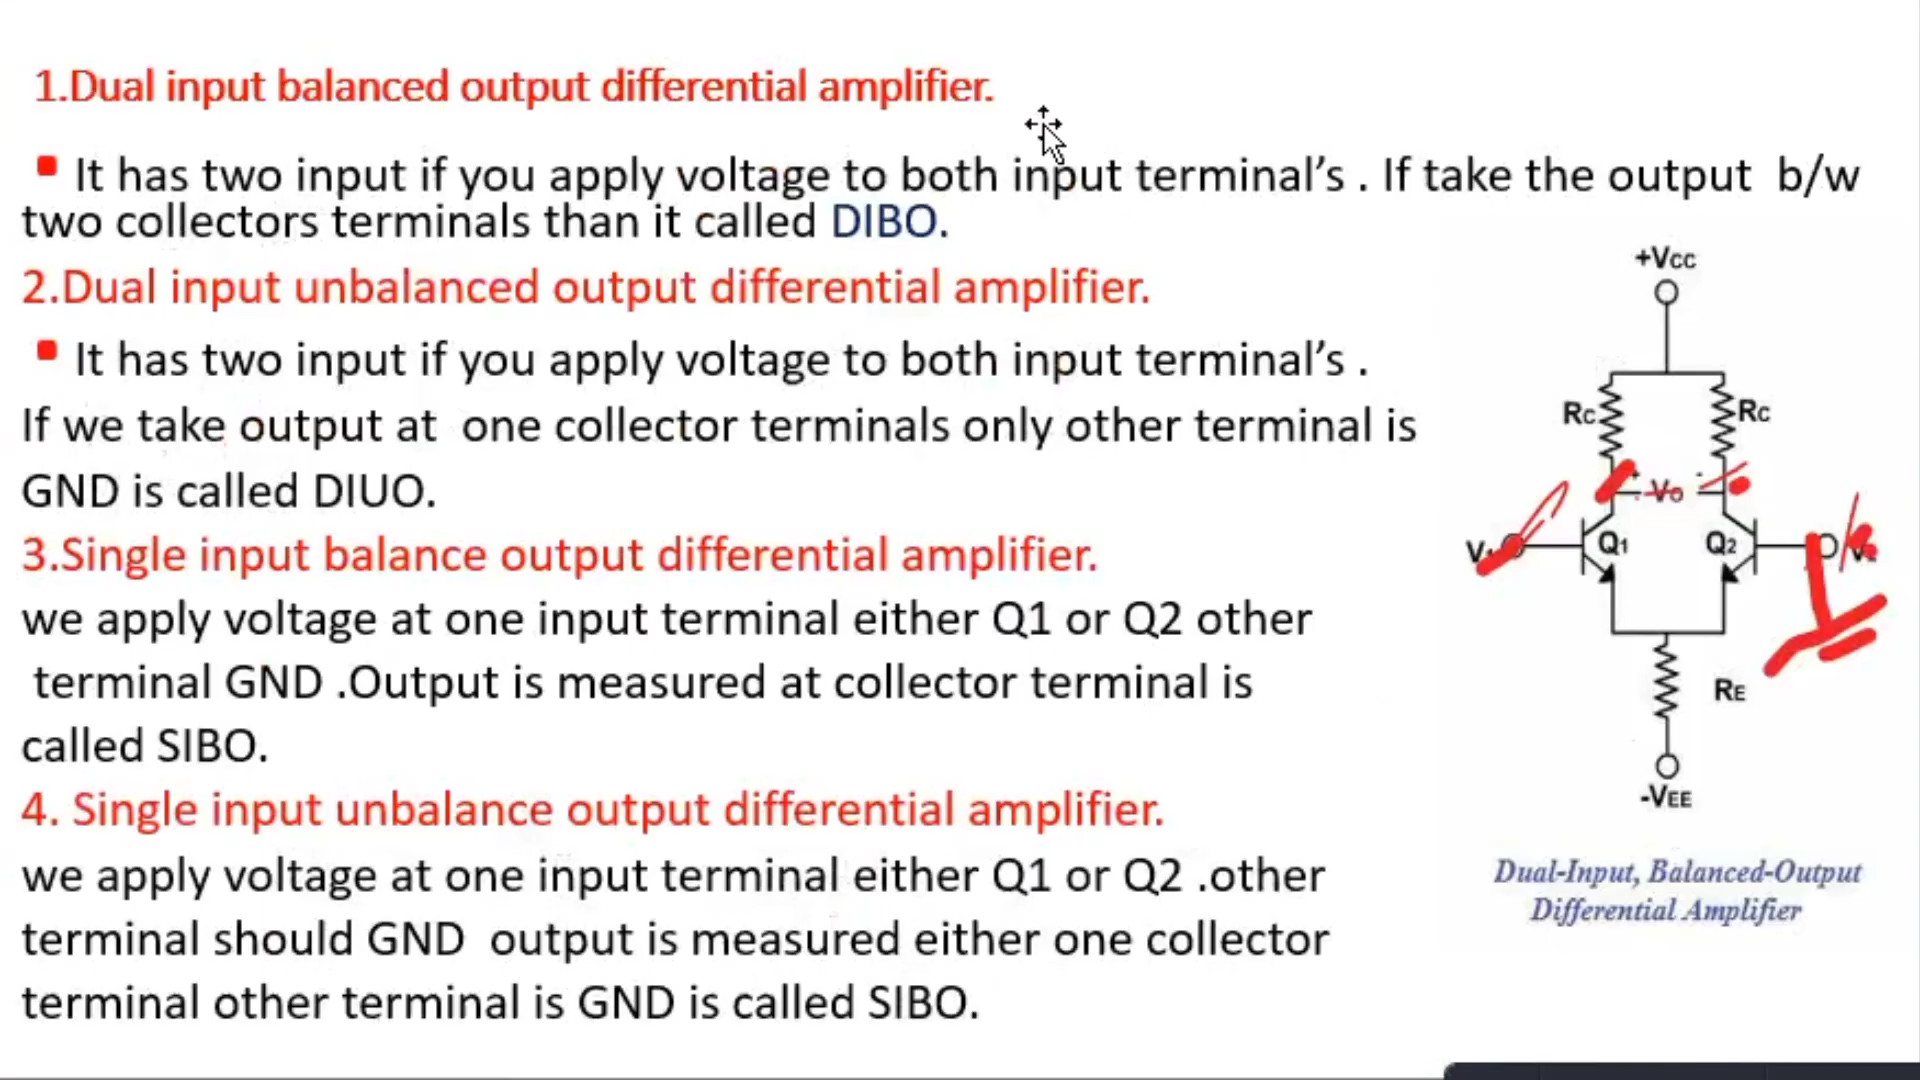 1.Dual input balanced output differential amplifier.
It has two input if you apply voltage to both input terminal’s . If take the output b/w
two collectors terminals than it called DIBO.
2.Dual input unbalanced output differential amplifier.
It has two input if you apply voltage to both input terminal’s .
If we take output at one collector terminals only other terminal is
GND is called DIUO.
3.Single input balance output differential amplifier.
we apply voltage at one input terminal either Q1 or Q2 other
terminal GND .Output is measured at collector terminal is
called SIBO.
4. Single input unbalance output differential amplifier.
we apply voltage at one input terminal either Q1 or Q2 .other
terminal should GND output is measured either one collector
terminal other terminal is GND is called SIBO.
+VCC
RC RC
+ Vo -
Q1 Q2
RE
-VEE
Dual-Input, Balanced-Output
Differential Amplifier